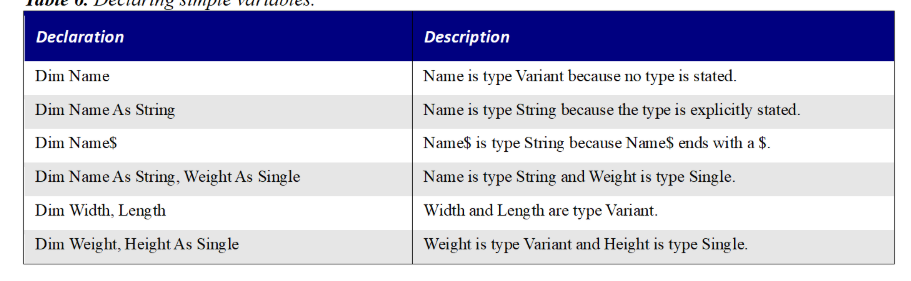 Table 6. Declaring simple variables.
Declaration Description
Dim Name Name is type Variant because no type is stated.
Dim Name As String Name is type String because the type is explicitly stated.
Dim Name$ Name$ is type String because Name$ ends with a $.
Dim Name As String, Weight As Single Name is type String and Weight is type Single.
Dim Width, Length Width and Length are type Variant.
Dim Weight, Height As Single Weight is type Variant and Height is type Single.